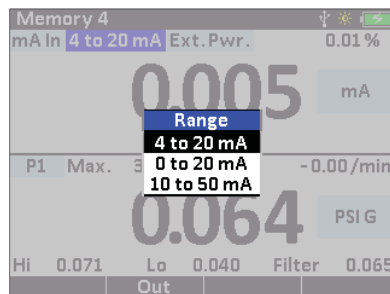 Memory 4
mA In 4 to 20 mA Ext.Pwr. 0.01 %
0.005 mA
Range
4 to 20 mA
0 to 20 mA
10 to 50 mA
P1 Max. 3 -0.00/min
0.064 PSI G
Hi 0.071 Lo 0.040 Filter 0.065
Out